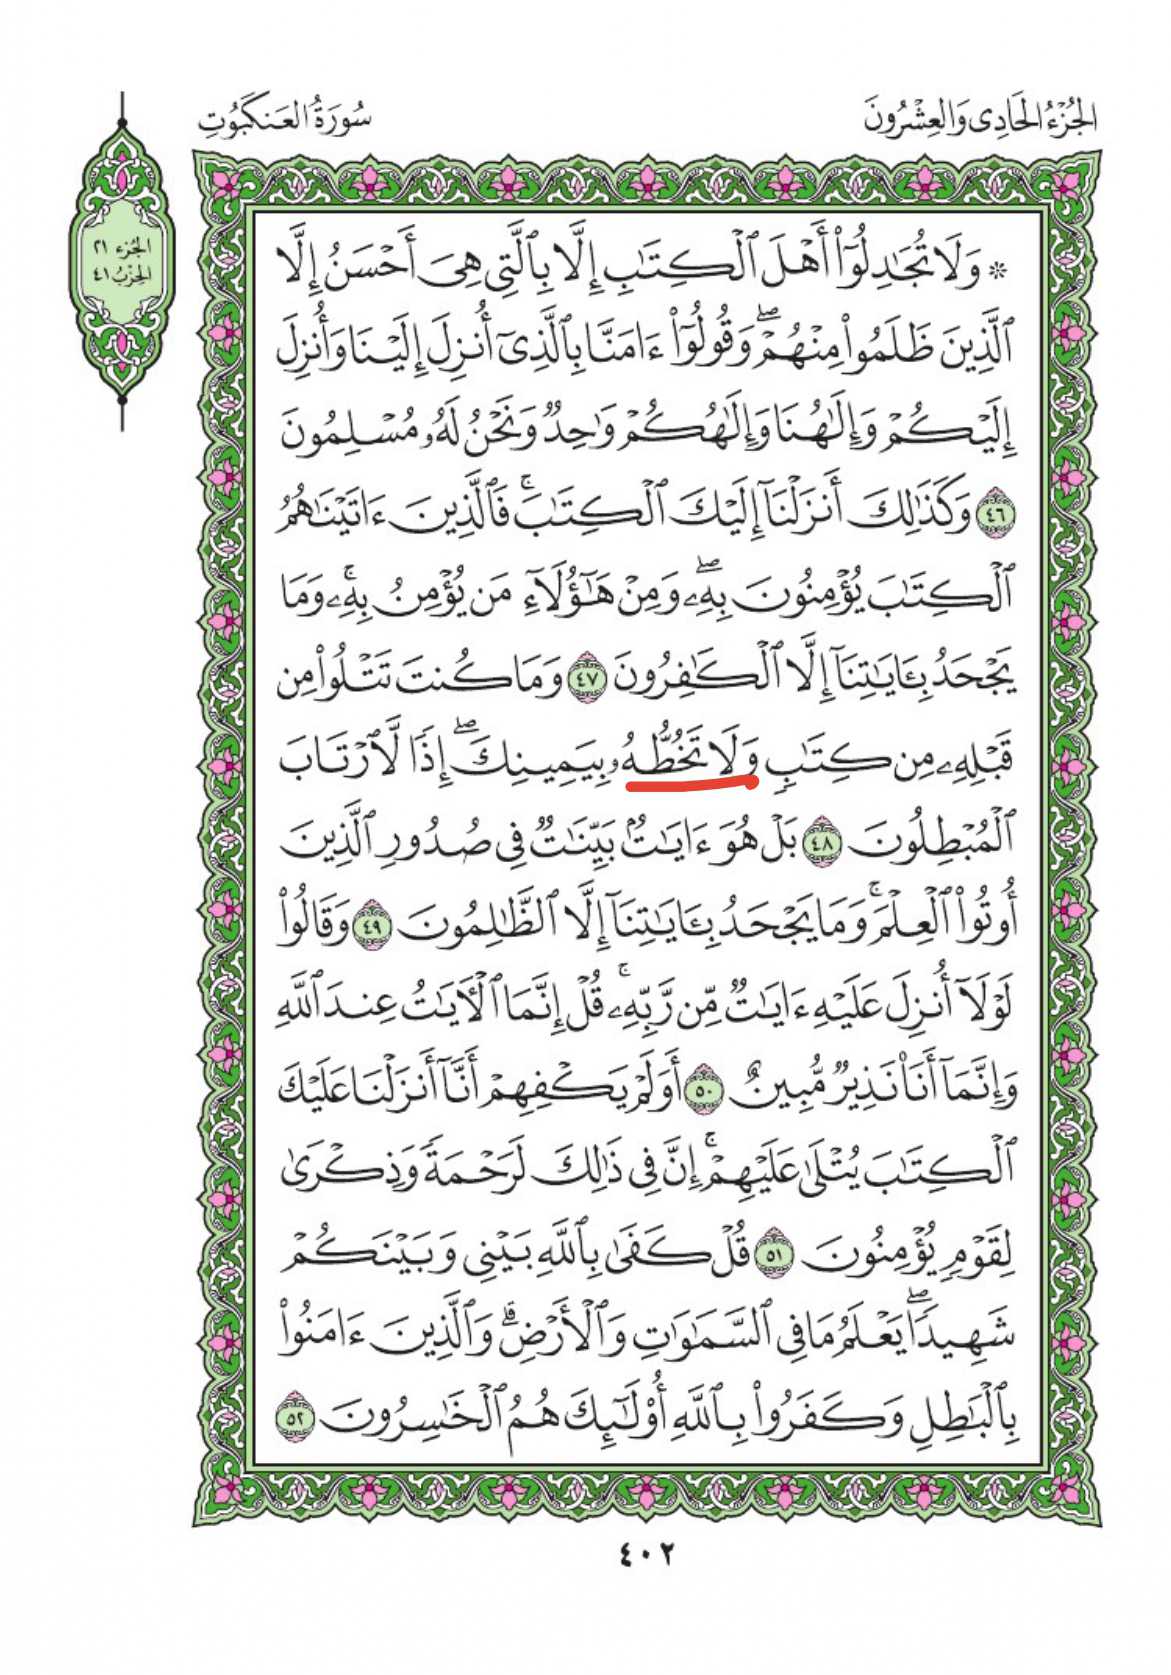 الجُزْءُ الحَادِى وَالعِشْرُونَ
سُورَةُ العَنكَبُوتِ
الجُزء ٢١
الحِزْبُ ٤١
۞ وَلَا تُجَٰدِلُوٓا۟ أَهْلَ ٱلْكِتَٰبِ إِلَّا بِٱلَّتِى هِىَ أَحْسَنُ إِلَّا
ٱلَّذِينَ ظَلَمُوا۟ مِنْهُمْ ۖ وَقُولُوٓا۟ ءَامَنَّا بِٱلَّذِىٓ أُنزِلَ إِلَيْنَا وَأُنزِلَ
إِلَيْكُمْ وَإِلَٰهُنَا وَإِلَٰهُكُمْ وَٰحِدٌ وَنَحْنُ لَهُۥ مُسْلِمُونَ
٤٦ وَكَذَٰلِكَ أَنزَلْنَآ إِلَيْكَ ٱلْكِتَٰبَ ۚ فَٱلَّذِينَ ءَاتَيْنَٰهُمُ
ٱلْكِتَٰبَ يُؤْمِنُونَ بِهِۦ ۖ وَمِنْ هَٰٓؤُلَآءِ مَن يُؤْمِنُ بِهِۦ ۚ وَمَا
يَجْحَدُ بِـَٔايَٰتِنَآ إِلَّا ٱلْكَٰفِرُونَ ٤٧ وَمَا كُنتَ تَتْلُوا۟ مِن
قَبْلِهِۦ مِن كِتَٰبٍ وَلَا تَخُطُّهُۥ بِيَمِينِكَ ۖ إِذًا لَّٱرْتَابَ
ٱلْمُبْطِلُونَ ٤٨ بَلْ هُوَ ءَايَٰتٌۢ بَيِّنَٰتٌ فِى صُدُورِ ٱلَّذِينَ
أُوتُوا۟ ٱلْعِلْمَ ۚ وَمَا يَجْحَدُ بِـَٔايَٰتِنَآ إِلَّا ٱلظَّٰلِمُونَ ٤٩ وَقَالُوا۟
لَوْلَآ أُنزِلَ عَلَيْهِ ءَايَٰتٌ مِّن رَّبِّهِۦ ۚ قُلْ إِنَّمَا ٱلْـَٔايَٰتُ عِندَ ٱللَّهِ
وَإِنَّمَآ أَنَا۠ نَذِيرٌ مُّبِينٌ ٥٠ أَوَلَمْ يَكْفِهِمْ أَنَّآ أَنزَلْنَا عَلَيْكَ
ٱلْكِتَٰبَ يُتْلَىٰ عَلَيْهِمْ ۚ إِنَّ فِى ذَٰلِكَ لَرَحْمَةً وَذِكْرَىٰ
لِقَوْمٍ يُؤْمِنُونَ ٥١ قُلْ كَفَىٰ بِٱللَّهِ بَيْنِى وَبَيْنَكُمْ
شَهِيدًا ۖ يَعْلَمُ مَا فِى ٱلسَّمَٰوَٰتِ وَٱلْأَرْضِ ۗ وَٱلَّذِينَ ءَامَنُوا۟
بِٱلْبَٰطِلِ وَكَفَرُوا۟ بِٱللَّهِ أُو۟لَٰٓئِكَ هُمُ ٱلْخَٰسِرُونَ ٥٢
٤٠٢